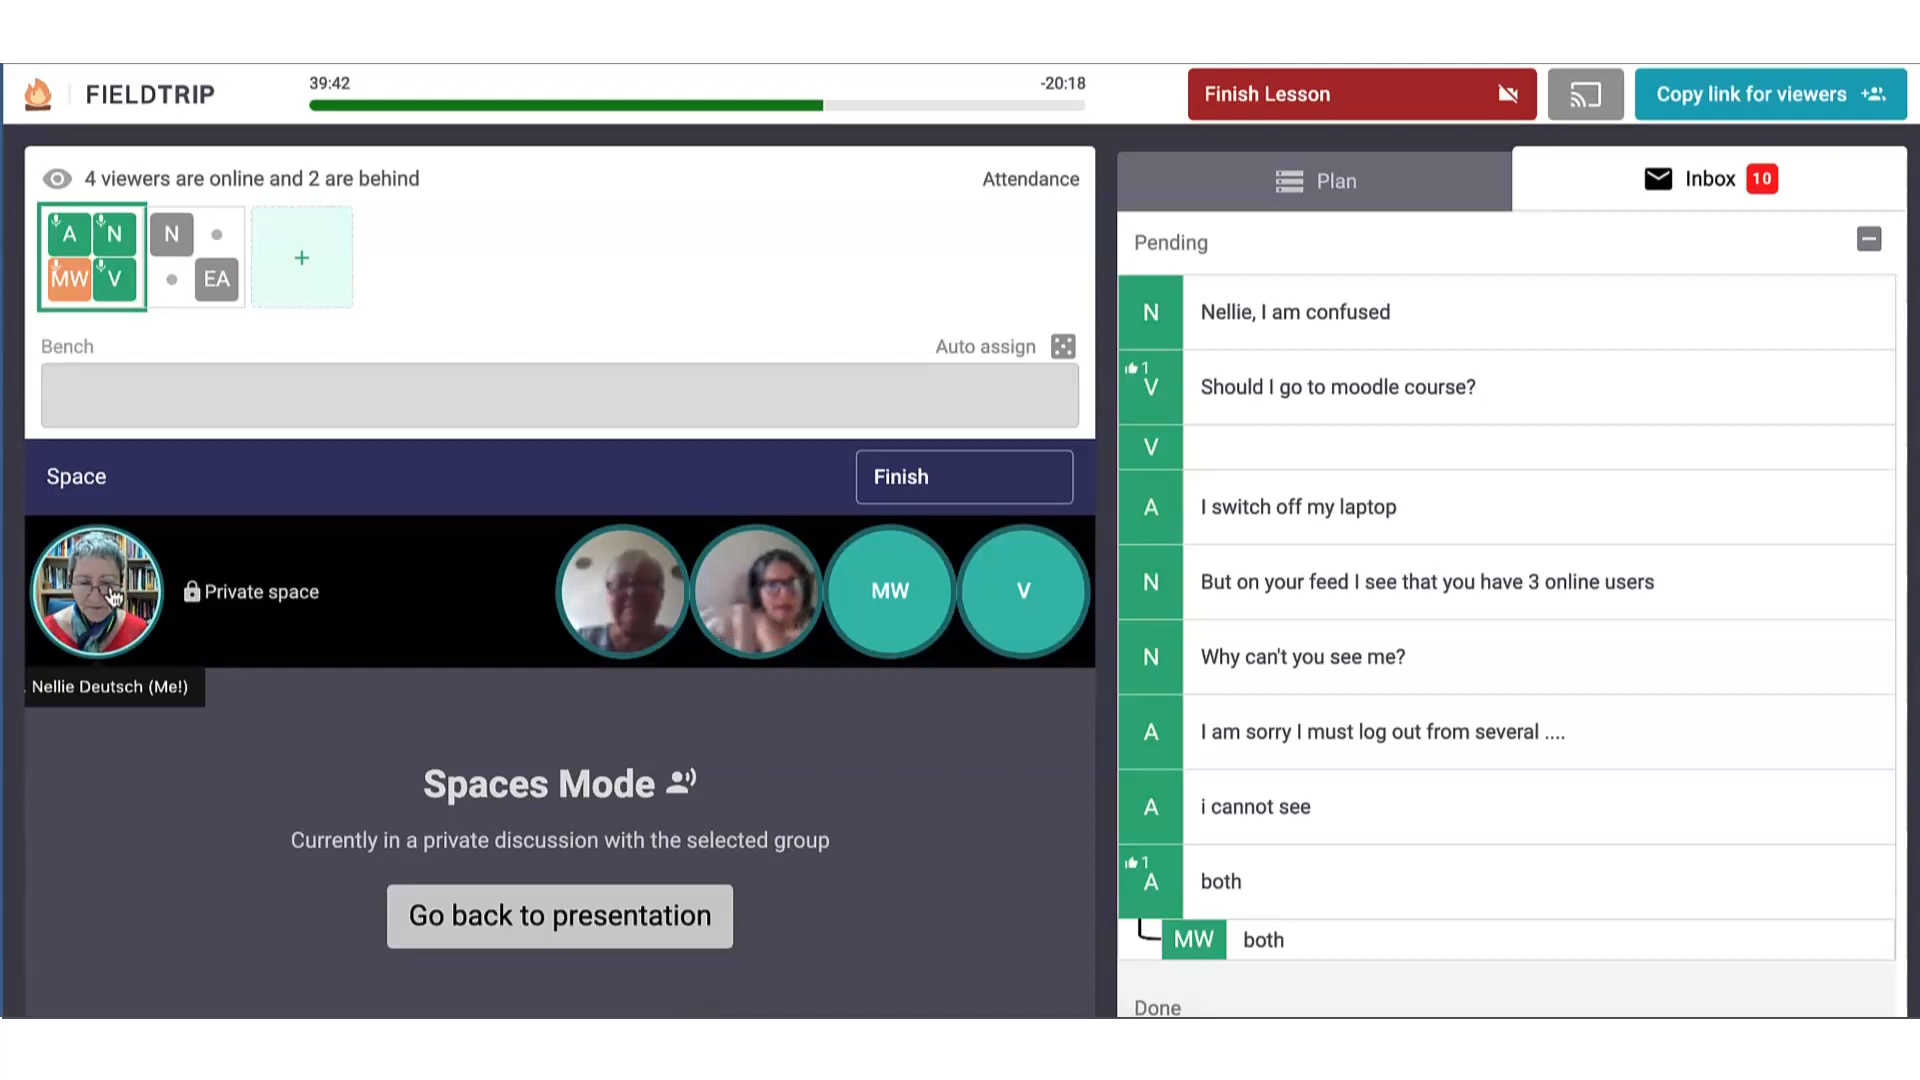 FIELDTRIP
39:42
-20:18
Finish Lesson
Copy link for viewers
4 viewers are online and 2 are behind
Attendance
A N
MW V
N
EA
+
Bench
Auto assign
Space
Finish
Private space
MW
V
Nellie Deutsch (Me!)
Spaces Mode
Currently in a private discussion with the selected group
Go back to presentation
Plan
Inbox 10
Pending
N Nellie, I am confused
1
V Should I go to moodle course?
V
A I switch off my laptop
N But on your feed I see that you have 3 online users
N Why can't you see me?
A I am sorry I must log out from several ....
A i cannot see
1
A both
MW both
Done